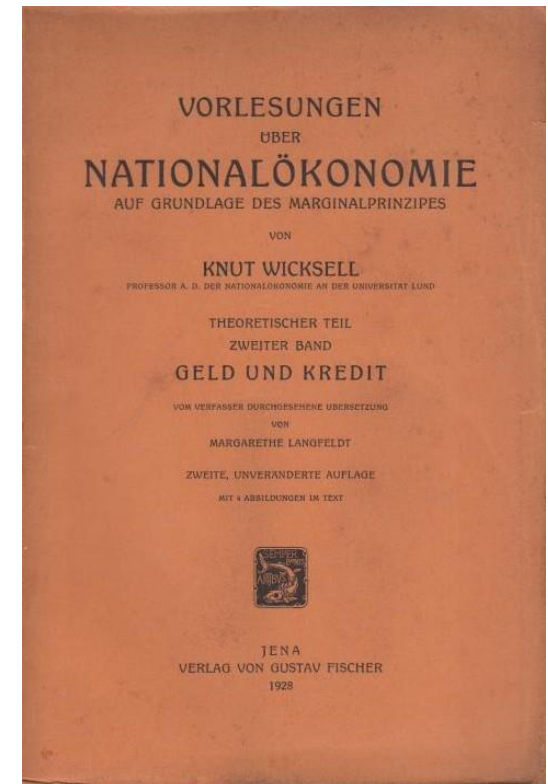 VORLESUNGEN
ÜBER
NATIONALÖKONOMIE
AUF GRUNDLAGE DES MARGINALPRINZIPES
VON
KNUT WICKSELL
PROFESSOR A. D. DER NATIONALÖKONOMIE AN DER UNIVERSITÄT LUND
THEORETISCHER TEIL
ZWEITER BAND
GELD UND KREDIT
VOM VERFASSER DURCHGESEHENE ÜBERSETZUNG
VON
MARGARETHE LANGFELDT
ZWEITE, UNVERÄNDERTE AUFLAGE
MIT 4 ABBILDUNGEN IM TEXT
SEMPER
JENA
VERLAG VON GUSTAV FISCHER
1928